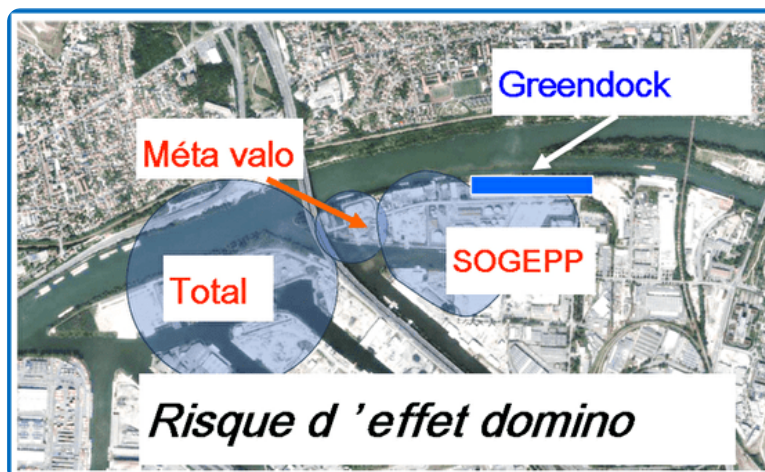 Greendock
Méta valo
SOGEPP
Total
Risque d 'effet domino